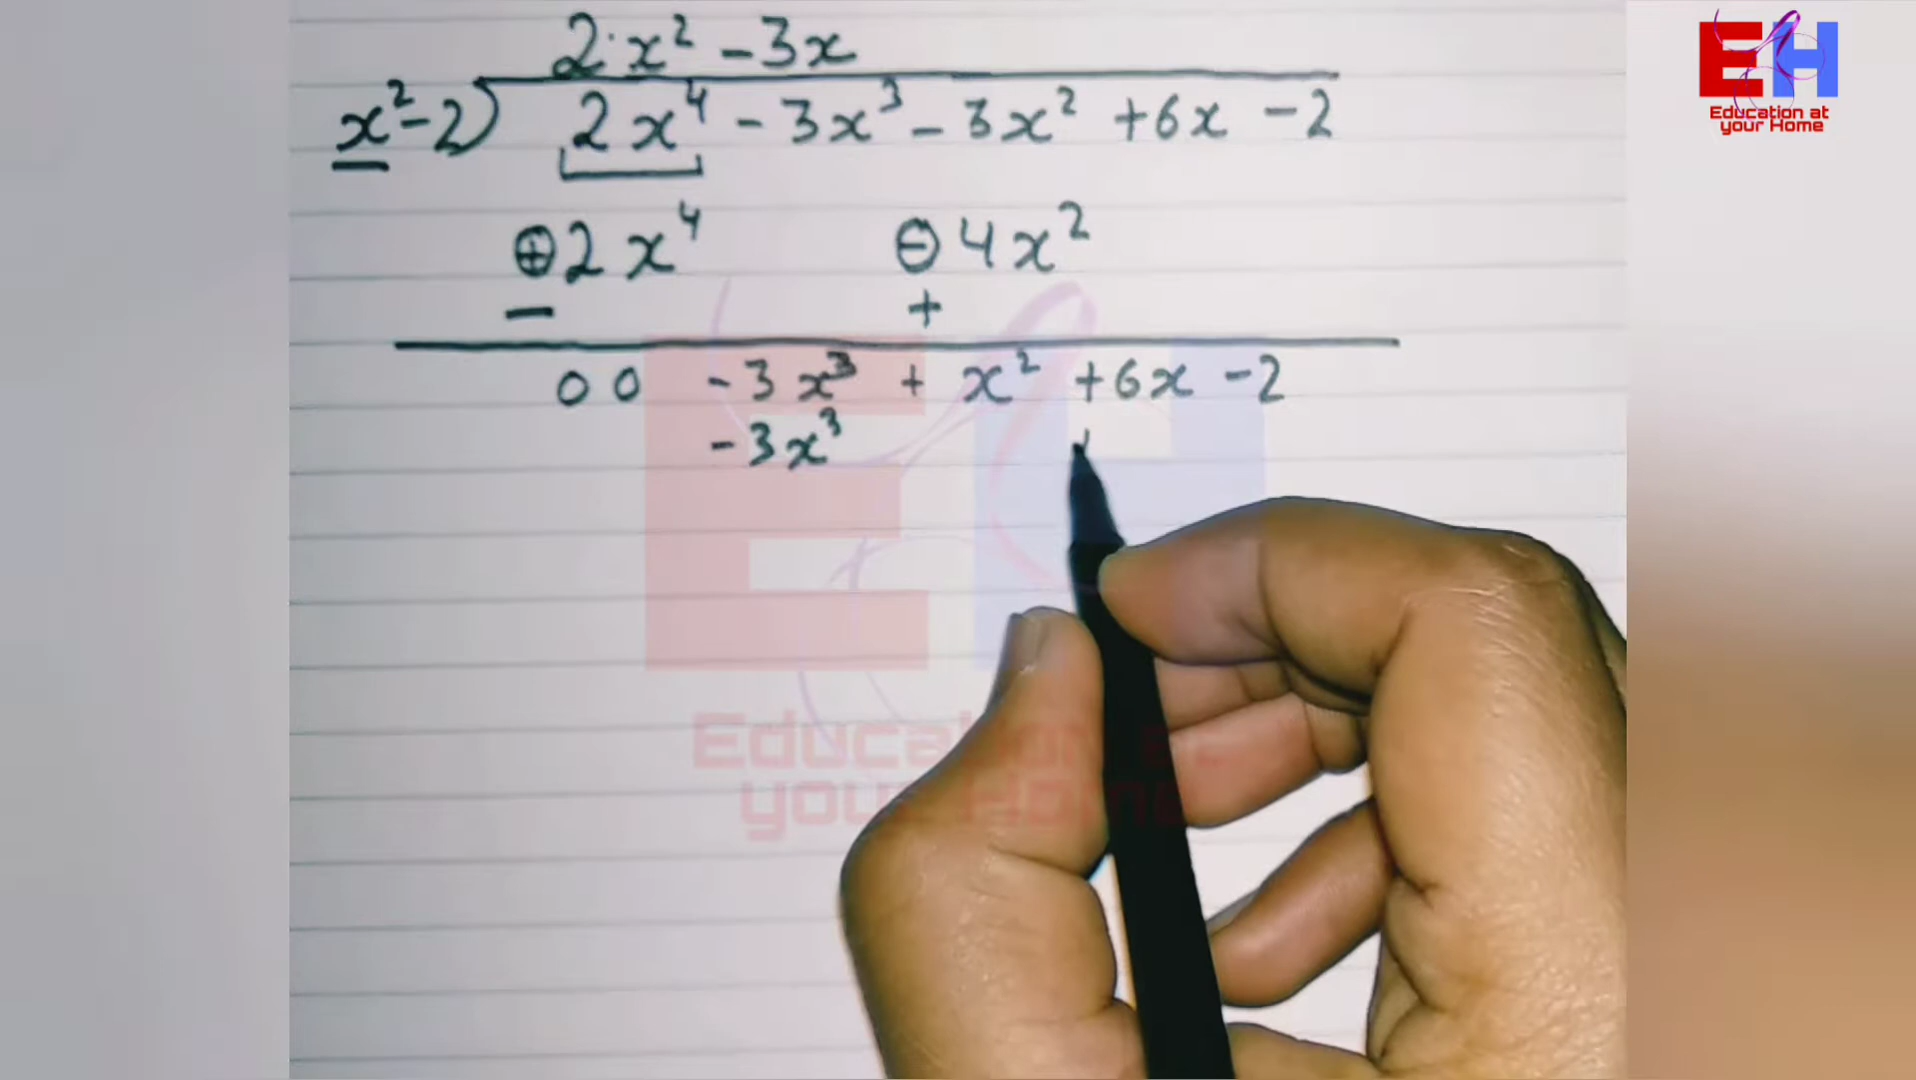 2x² - 3x
x² - 2 ) 2x⁴ - 3x³ - 3x² + 6x - 2
⊕ 2x⁴ ⊖ 4x²
- +
0 0 - 3x³ + x² + 6x - 2
- 3x³
EH
Education at
your Home
EH
Education at
your Home